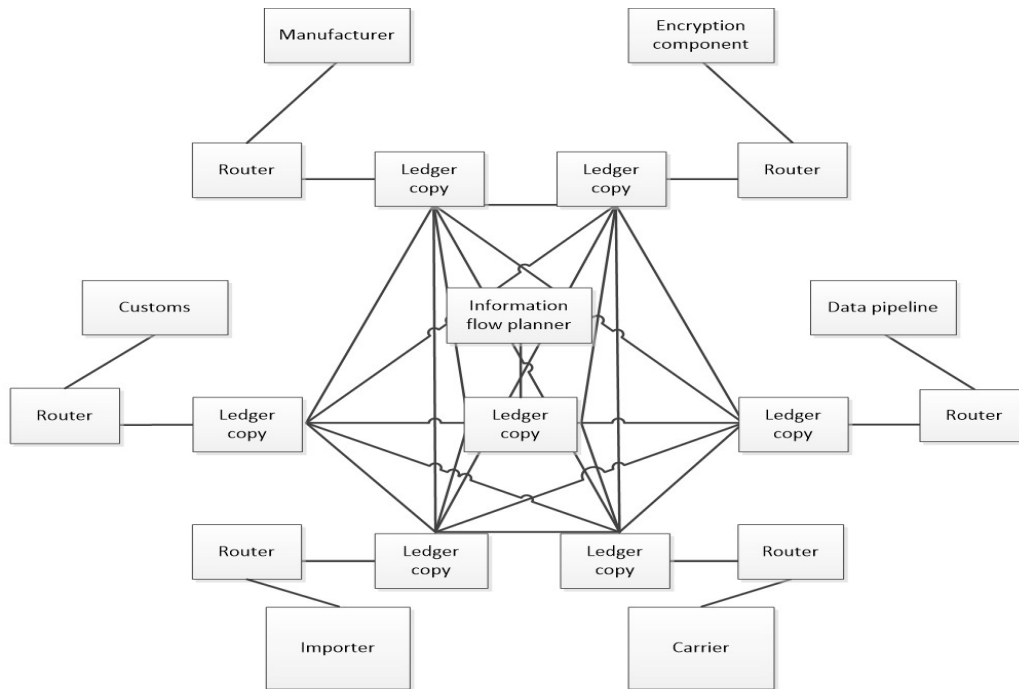 Manufacturer
Encryption
component
Router
Ledger
copy
Ledger
copy
Router
Customs
Information
flow planner
Data pipeline
Router
Ledger
copy
Ledger
copy
Ledger
copy
Router
Router
Ledger
copy
Ledger
copy
Router
Importer
Carrier